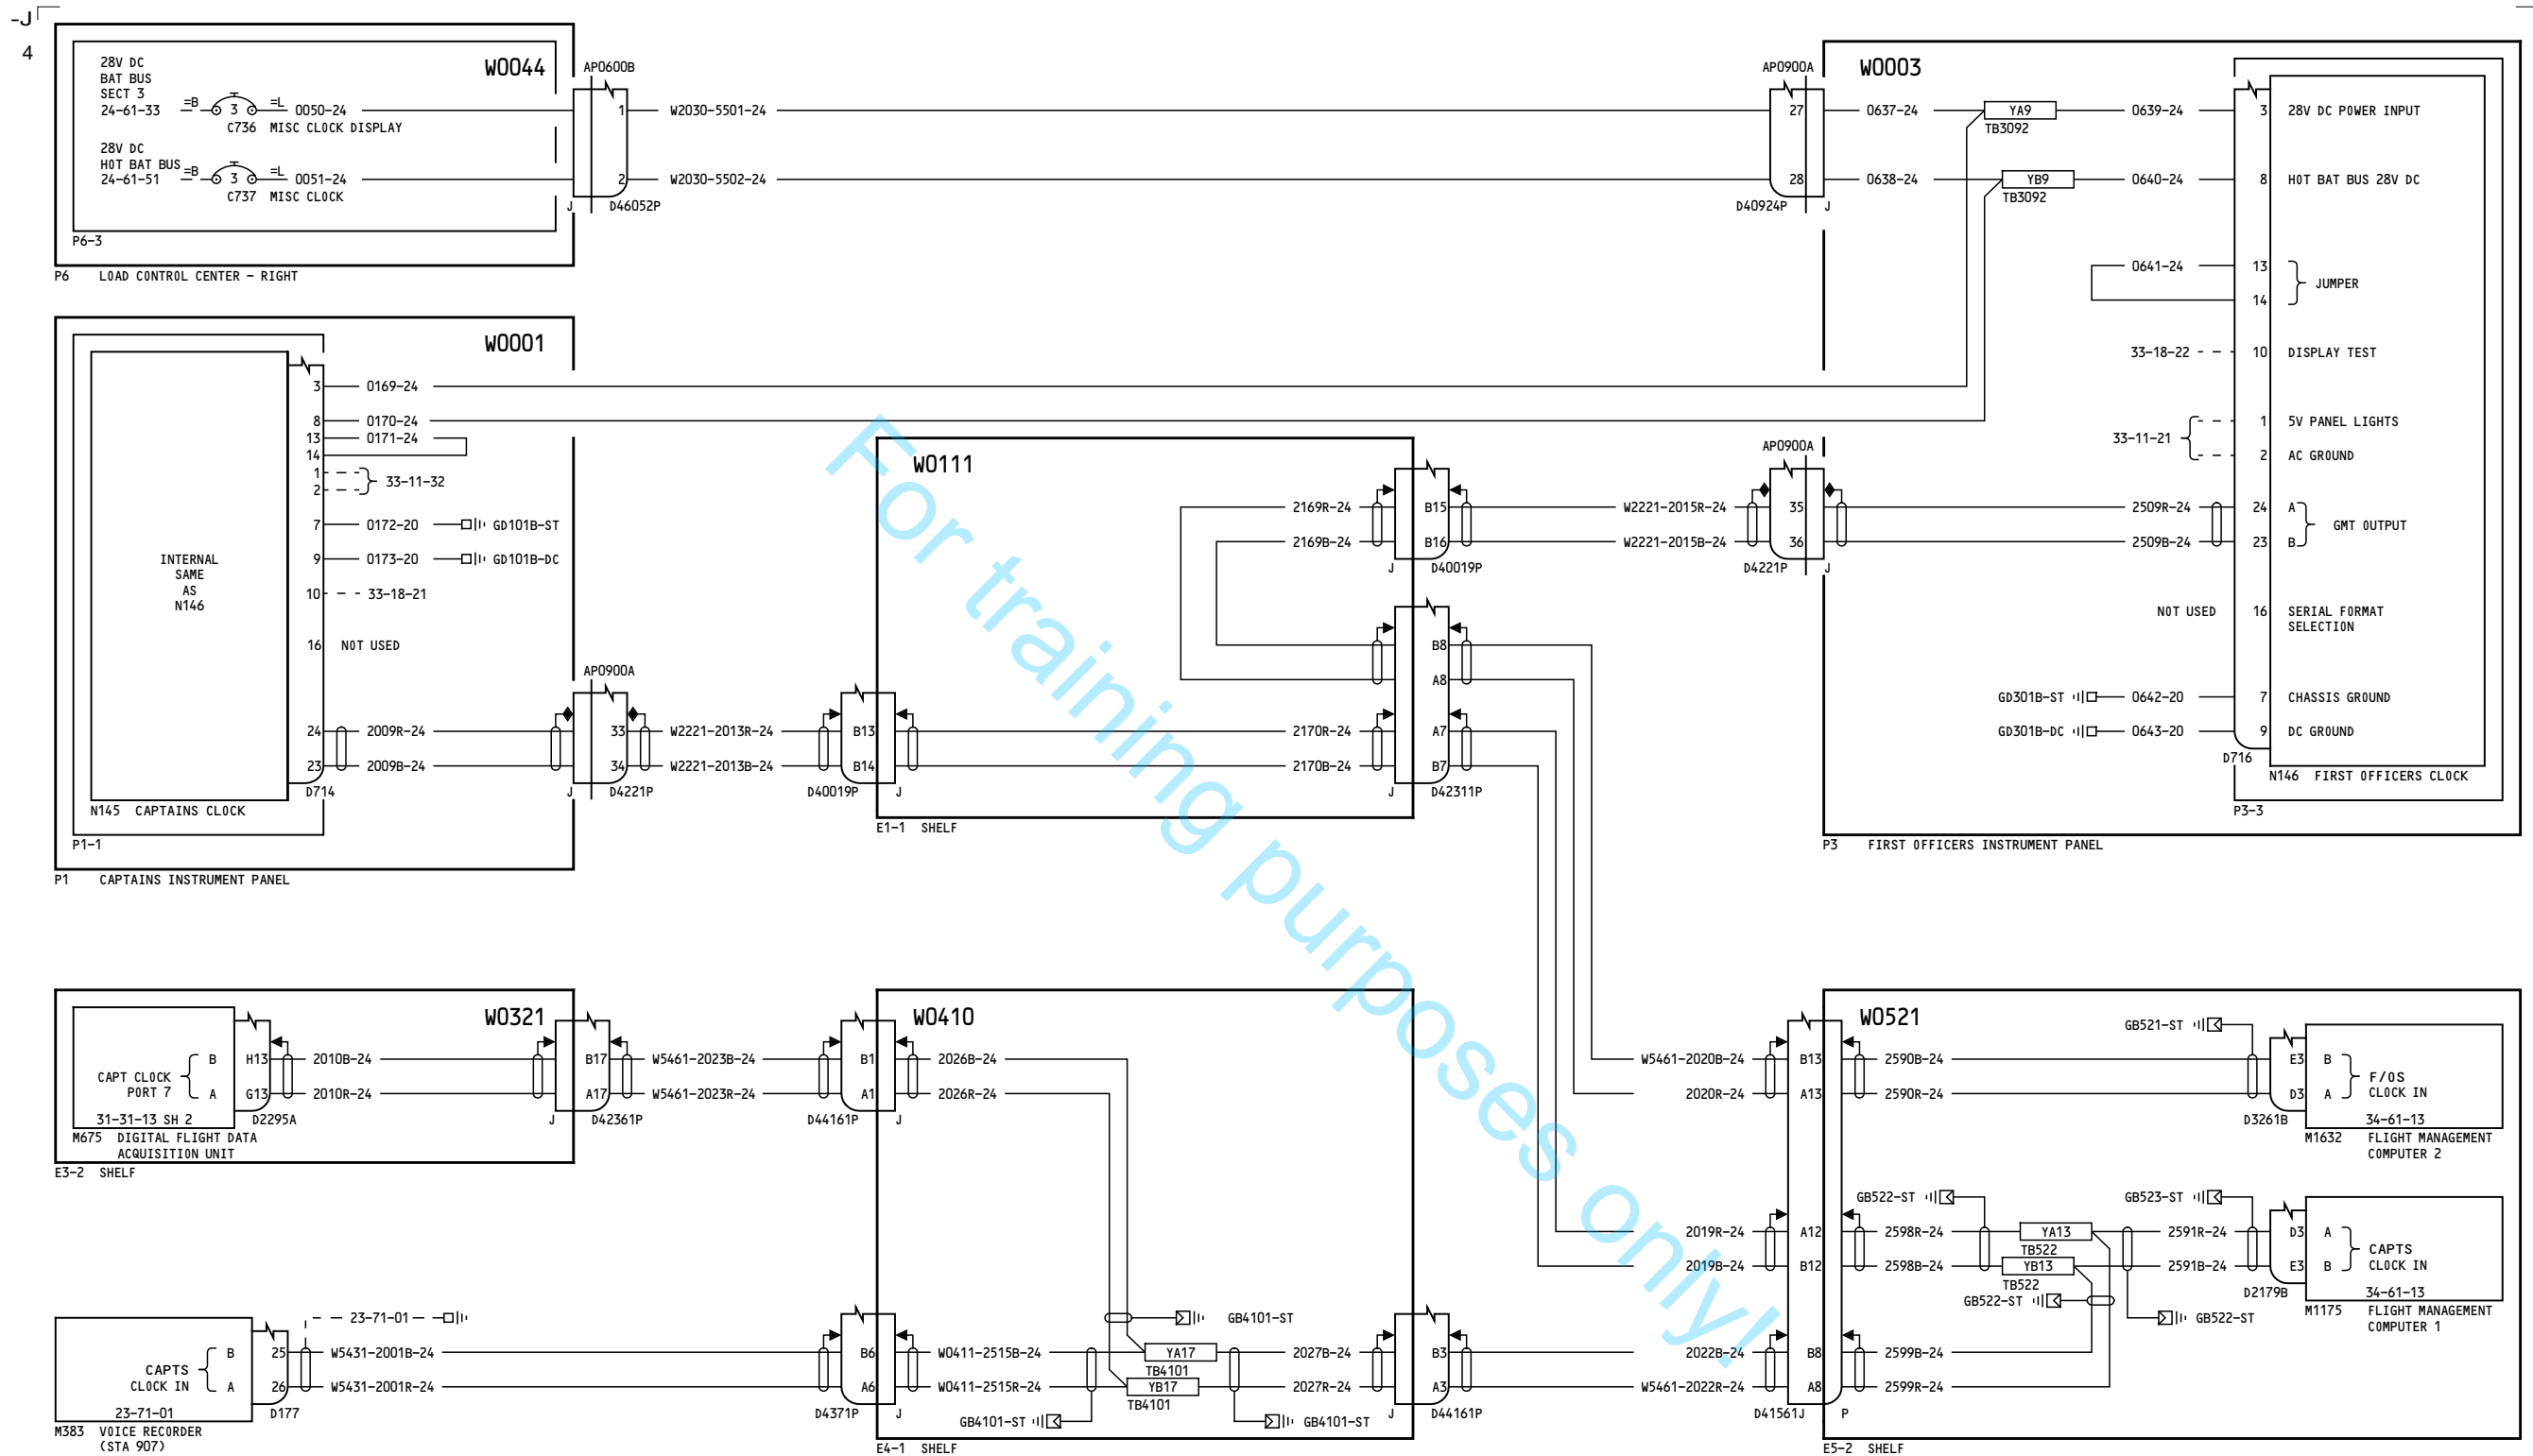 -J
4
28V DC
BAT BUS
SECT 3
24-61-33
=B
3
=L
0050-24
C736 MISC CLOCK DISPLAY
28V DC
HOT BAT BUS
24-61-51
=B
3
=L
0051-24
C737 MISC CLOCK
W0044
P6-3
P6 LOAD CONTROL CENTER - RIGHT
AP0600B
1
2
J
D46052P
W2030-5501-24
W2030-5502-24
AP0900A
27
28
D40924P
J
W0003
0637-24
YA9
TB3092
0639-24
3
28V DC POWER INPUT
0638-24
YB9
TB3092
0640-24
8
HOT BAT BUS 28V DC
0641-24
13
14
JUMPER
33-18-22
10
DISPLAY TEST
33-11-21
1
5V PANEL LIGHTS
2
AC GROUND
2509R-24
24
A
2509B-24
23
B
GMT OUTPUT
NOT USED
16
SERIAL FORMAT
SELECTION
GD301B-ST
0642-20
7
CHASSIS GROUND
GD301B-DC
0643-20
9
DC GROUND
D716
N146 FIRST OFFICERS CLOCK
P3-3
P3 FIRST OFFICERS INSTRUMENT PANEL
W0001
INTERNAL
SAME
AS
N146
3
0169-24
8
0170-24
13
0171-24
14
1
2
33-11-32
7
0172-20
GD101B-ST
9
0173-20
GD101B-DC
10
33-18-21
16
NOT USED
24
2009R-24
23
2009B-24
D714
N145 CAPTAINS CLOCK
P1-1
P1 CAPTAINS INSTRUMENT PANEL
AP0900A
33
34
J
D4221P
W2221-2013R-24
W2221-2013B-24
B13
B14
D40019P
J
W0111
2169R-24
2169B-24
B15
B16
J
D40019P
B8
A8
2170R-24
2170B-24
A7
B7
J
D42311P
E1-1 SHELF
W2221-2015R-24
W2221-2015B-24
AP0900A
35
36
D4221P
J
W0321
CAPT CLOCK
PORT 7
B
A
31-31-13 SH 2
H13
G13
D2295A
M675 DIGITAL FLIGHT DATA
ACQUISITION UNIT
E3-2 SHELF
2010B-24
2010R-24
B17
A17
J
D42361P
W5461-2023B-24
W5461-2023R-24
B1
A1
D44161P
J
W0410
2026B-24
2026R-24
GB4101-ST
YA17
TB4101
YB17
TB4101
W0411-2515B-24
W0411-2515R-24
GB4101-ST
GB4101-ST
2027B-24
2027R-24
B3
A3
J
D44161P
E4-1 SHELF
23-71-01
CAPTS
CLOCK IN
B
A
23-71-01
25
26
D177
M383 VOICE RECORDER
(STA 907)
W5431-2001B-24
W5431-2001R-24
B6
A6
D4371P
J
W5461-2020B-24
2020R-24
2019R-24
2019B-24
2022B-24
W5461-2022R-24
B13
A13
A12
B12
B8
A8
D41561J
P
W0521
GB521-ST
2590B-24
2590R-24
E3
B
D3
A
F/OS
CLOCK IN
34-61-13
D3261B
M1632 FLIGHT MANAGEMENT
COMPUTER 2
GB522-ST
GB523-ST
2598R-24
YA13
TB522
2591R-24
2598B-24
YB13
TB522
2591B-24
D3
A
E3
B
CAPTS
CLOCK IN
34-61-13
D2179B
M1175 FLIGHT MANAGEMENT
COMPUTER 1
GB522-ST
GB522-ST
2599B-24
2599R-24
E5-2 SHELF
For training purposes only!